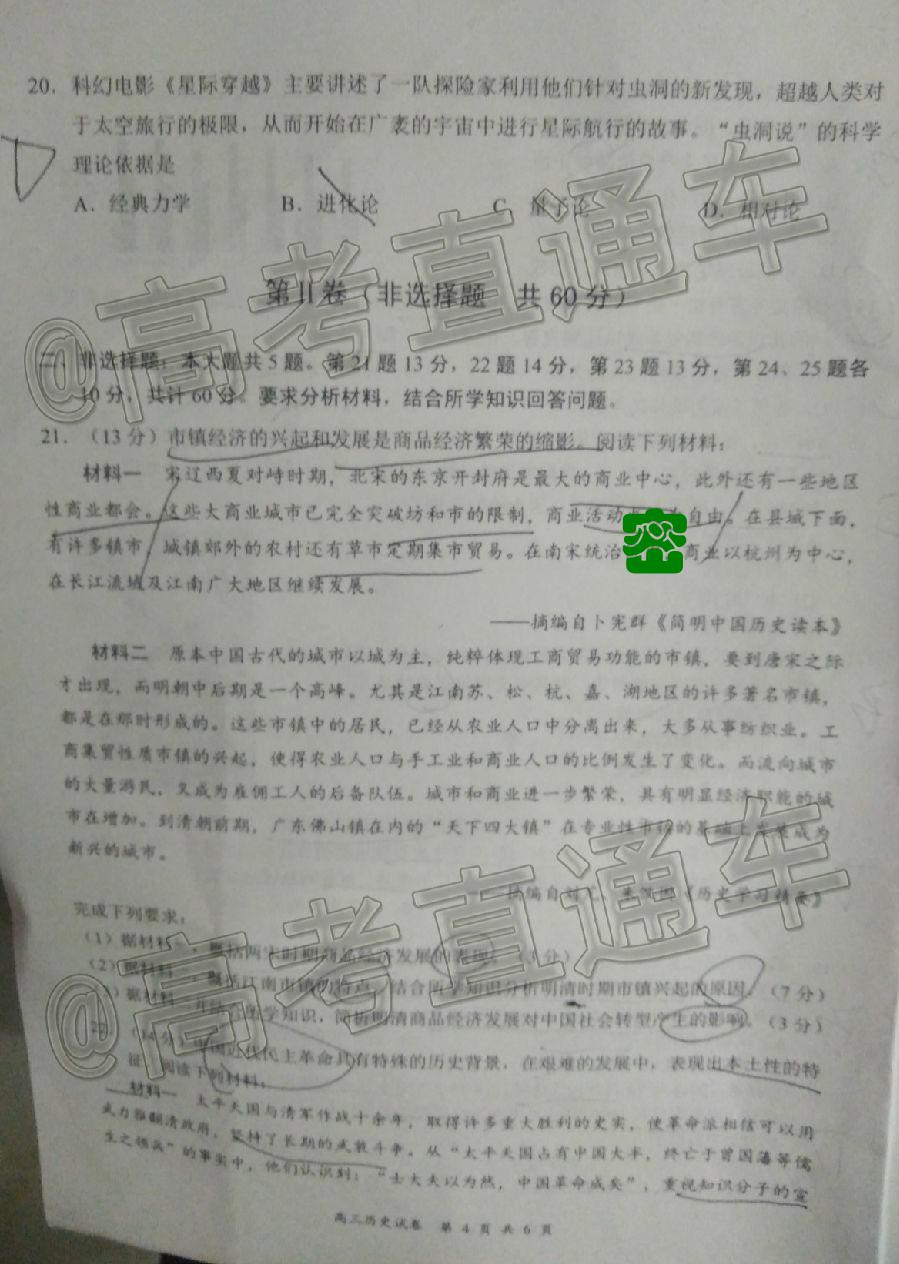 20．科幻电影《星际穿越》主要讲述了一队探险家利用他们针对虫洞的新发现，超越人类对
于太空旅行的极限，从而开始在广袤的宇宙中进行星际航行的故事。“虫洞说”的科学
理论依据是
D
A．经典力学 B．进化论 C．量子论 D．相对论
第II卷（非选择题 共60分）
二、非选择题：本大题共5题。第21题13分，22题14分，第23题13分，第24、25题各
10分，共计60分。要求分析材料，结合所学知识回答问题。
21．（13分）市镇经济的兴起和发展是商品经济繁荣的缩影。阅读下列材料：
材料一 宋辽西夏对峙时期，北宋的东京开封府是最大的商业中心，此外还有一些地区
性商业都会。这些大商业城市已完全突破坊和市的限制，商业活动 自由。在县城下面，
有许多镇市，城镇郊外的农村还有草市定期集市贸易。在南宋统治 商业以杭州为中心，
在长江流域及江南广大地区继续发展。
——摘编自卜宪群《简明中国历史读本》
材料二 原本中国古代的城市以城为主，纯粹体现工商贸易功能的市镇，要到唐宋之际
才出现，而明朝中后期是一个高峰。尤其是江南苏、松、杭、嘉、湖地区的许多著名市镇，
都是在那时形成的。这些市镇中的居民，已经从农业人口中分离出来，大多从事纺织业。工
商集贸性质市镇的兴起，使得农业人口与手工业和商业人口的比例发生了变化。而流向城市
的大量游民，又成为雇佣工人的后备队伍。城市和商业进一步繁荣，具有明显经济职能的城
市在增加。到清朝前期，广东佛山镇在内的“天下四大镇”在专业性市镇的基础上发展成为
新兴的城市。
摘编自 《历史学习精要》
完成下列要求：
（1）据材料一，概括两宋时期商品经济发展的表现。（3分）
（2）据材料二，概括江南市镇的特点，结合所学知识分析明清时期市镇兴起的原因。（7分）
据材料二并结合所学知识，简析明清商品经济发展对中国社会转型产生的影响。（3分）
22．（14分）中国近代民主革命具有特殊的历史背景，在艰难的发展中，表现出本土性的特
征。阅读下列材料：
材料一 太平天国与清军作战十余年，取得许多重大胜利的史实，使革命派相信可以用
武力推翻清政府，坚持了长期的武装斗争。从“太平天国占有中国大半，终亡于曾国藩等儒
生之领兵”的事实中，他们认识到：“士大夫以为然，中国革命成矣”，重视知识分子的宣
高三历史试卷 第4页共6页
@高考直通车
@高考直通车